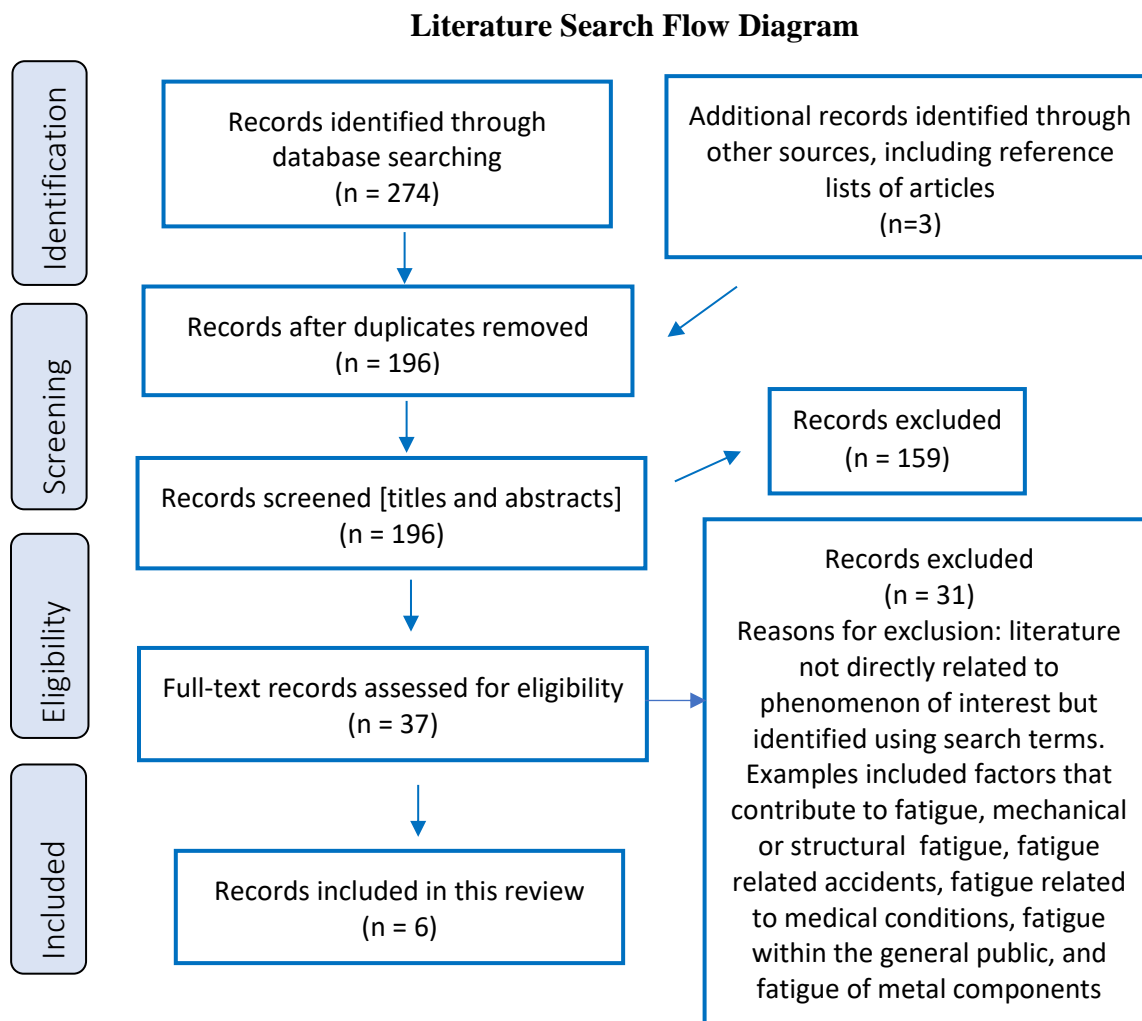 Literature Search Flow Diagram
Identification
Records identified through
database searching
(n = 274)
Additional records identified through
other sources, including reference
lists of articles
(n=3)
Screening
Records after duplicates removed
(n = 196)
Records excluded
(n = 159)
Records screened [titles and abstracts]
(n = 196)
Eligibility
Full-text records assessed for eligibility
(n = 37)
Records excluded
(n = 31)
Reasons for exclusion: literature
not directly related to
phenomenon of interest but
identified using search terms.
Examples included factors that
contribute to fatigue, mechanical
or structural  fatigue, fatigue
related accidents, fatigue related
to medical conditions, fatigue
within the general public, and
fatigue of metal components
Included
Records included in this review
(n = 6)